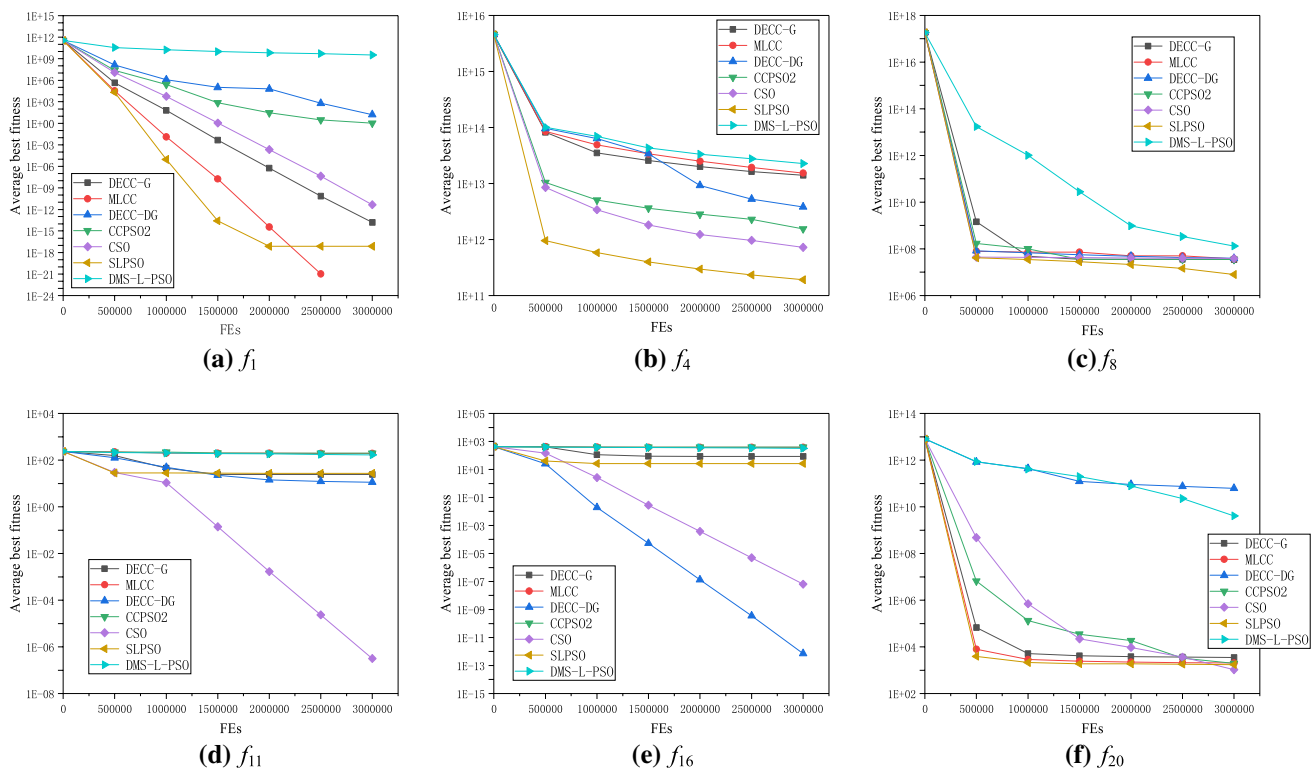 1E+15
1E+12
1E+09
1E+06
1E+03
1E+00
1E-03
1E-06
1E-09
1E-12
1E-15
1E-18
1E-21
1E-24
Average best fitness
DECC-G
MLCC
DECC-DG
CCPSO2
CSO
SLPSO
DMS-L-PSO
0 500000 1000000 1500000 2000000 2500000 3000000
FEs
(a) f1
1E+16
1E+15
1E+14
1E+13
1E+12
1E+11
Average best fitness
DECC-G
MLCC
DECC-DG
CCPSO2
CSO
SLPSO
DMS-L-PSO
0 500000 1000000 1500000 2000000 2500000 3000000
FEs
(b) f4
1E+18
1E+16
1E+14
1E+12
1E+10
1E+08
1E+06
Average best fitness
DECC-G
MLCC
DECC-DG
CCPSO2
CSO
SLPSO
DMS-L-PSO
0 500000 1000000 1500000 2000000 2500000 3000000
FEs
(c) f8
1E+04
1E+02
1E+00
1E-02
1E-04
1E-06
1E-08
Average best fitness
DECC-G
MLCC
DECC-DG
CCPSO2
CSO
SLPSO
DMS-L-PSO
0 500000 1000000 1500000 2000000 2500000 3000000
FEs
(d) f11
1E+05
1E+03
1E+01
1E-01
1E-03
1E-05
1E-07
1E-09
1E-11
1E-13
1E-15
Average best fitness
DECC-G
MLCC
DECC-DG
CCPSO2
CSO
SLPSO
DMS-L-PSO
0 500000 1000000 1500000 2000000 2500000 3000000
FEs
(e) f16
1E+14
1E+12
1E+10
1E+08
1E+06
1E+04
1E+02
Average best fitness
DECC-G
MLCC
DECC-DG
CCPSO2
CSO
SLPSO
DMS-L-PSO
0 500000 1000000 1500000 2000000 2500000 3000000
FEs
(f) f20